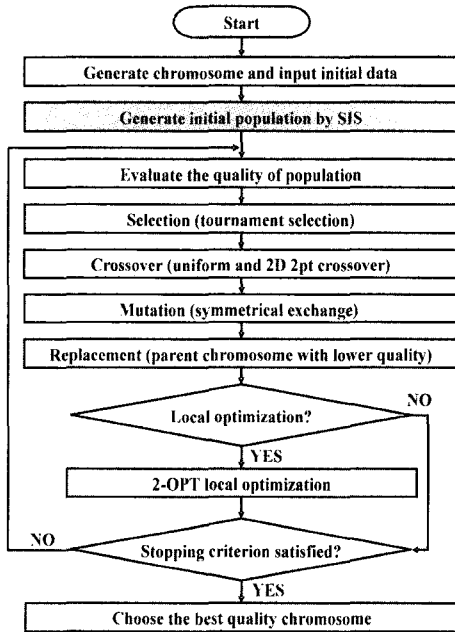 Start
Generate chromosome and input initial data
Generate initial population by SIS
Evaluate the quality of population
Selection (tournament selection)
Crossover (uniform and 2D 2pt crossover)
Mutation (symmetrical exchange)
Replacement (parent chromosome with lower quality)
Local optimization?
NO
YES
2-OPT local optimization
Stopping criterion satisfied?
NO
YES
Choose the best quality chromosome